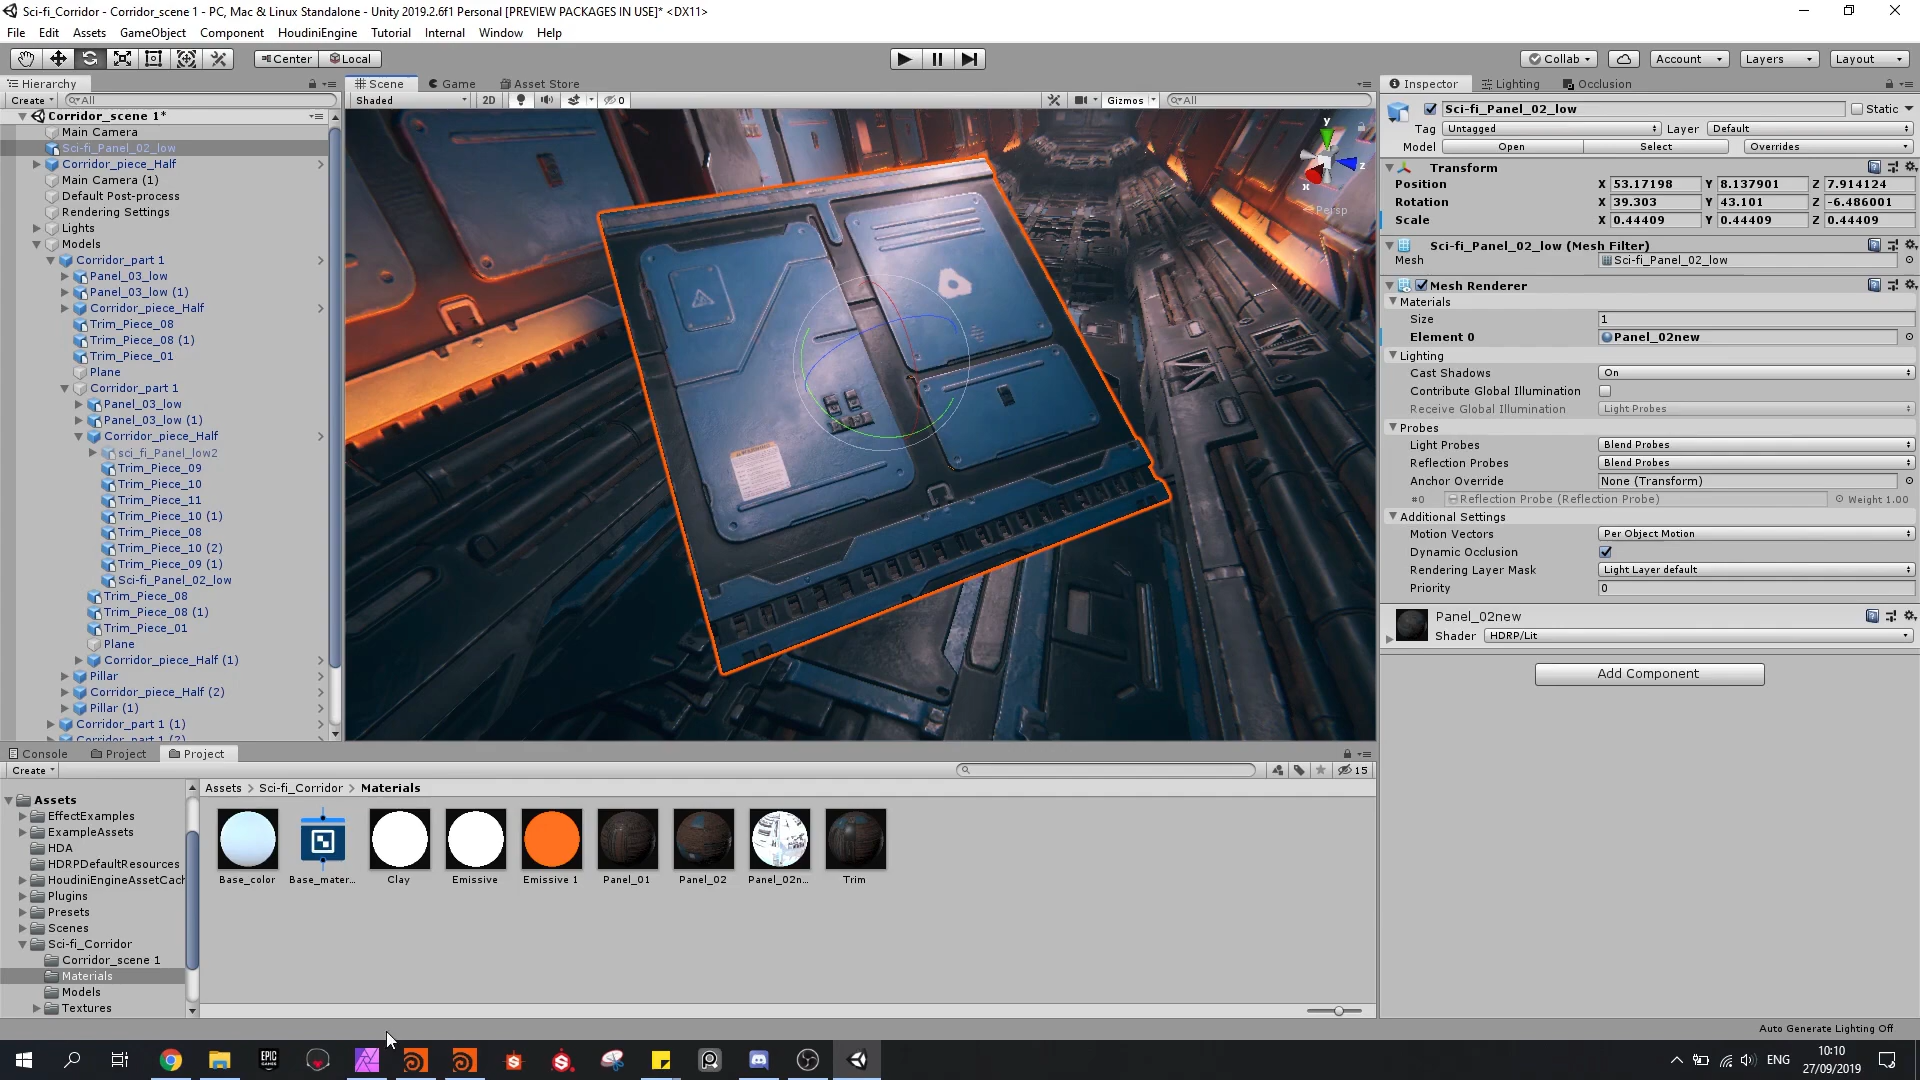 Sci-fi_Corridor - Corridor_scene 1 - PC, Mac & Linux Standalone - Unity 2019.2.6f1 Personal [PREVIEW PACKAGES IN USE]* <DX11>
File Edit Assets GameObject Component HoudiniEngine Tutorial Internal Window Help
Center Local Collab Account Layers Layout
Hierarchy
Create All
Corridor_scene 1*
Main Camera
Sci-fi_Panel_02_low
Corridor_piece_Half
Main Camera (1)
Default Post-process
Rendering Settings
Lights
Models
Corridor_part 1
Panel_03_low
Panel_03_low (1)
Corridor_piece_Half
Trim_Piece_08
Trim_Piece_08 (1)
Trim_Piece_01
Plane
Corridor_part 1
Panel_03_low
Panel_03_low (1)
Corridor_piece_Half
sci_fi_Panel_low2
Trim_Piece_09
Trim_Piece_10
Trim_Piece_11
Trim_Piece_10 (1)
Trim_Piece_08
Trim_Piece_10 (2)
Trim_Piece_09 (1)
Sci-fi_Panel_02_low
Trim_Piece_08
Trim_Piece_08 (1)
Trim_Piece_01
Plane
Corridor_piece_Half (1)
Pillar
Corridor_piece_Half (2)
Pillar (1)
Corridor_part 1 (1)
Corridor_part 1 (2)
Scene Game Asset Store
Shaded 2D 0 Gizmos All
y
z
x
Persp
Inspector Lighting Occlusion
Sci-fi_Panel_02_low Static
Tag Untagged Layer Default
Model Open Select Overrides
Transform
Position X 53.17198 Y 8.137901 Z 7.914124
Rotation X 39.303 Y 43.101 Z -6.486001
Scale X 0.44409 Y 0.44409 Z 0.44409
Sci-fi_Panel_02_low (Mesh Filter)
Mesh Sci-fi_Panel_02_low
Mesh Renderer
Materials
Size 1
Element 0 Panel_02new
Lighting
Cast Shadows On
Contribute Global Illumination
Receive Global Illumination Light Probes
Probes
Light Probes Blend Probes
Reflection Probes Blend Probes
Anchor Override None (Transform)
#0 Reflection Probe (Reflection Probe) Weight 1.00
Additional Settings
Motion Vectors Per Object Motion
Dynamic Occlusion
Rendering Layer Mask Light Layer default
Priority 0
Panel_02new
Shader HDRP/Lit
Add Component
Console Project Project
Create 15
Assets
EffectExamples
ExampleAssets
HDA
HDRPDefaultResources
HoudiniEngineAssetCach
Plugins
Presets
Scenes
Sci-fi_Corridor
Corridor_scene 1
Materials
Models
Textures
Assets > Sci-fi_Corridor > Materials
Base_color Base_mater... Clay Emissive Emissive 1 Panel_01 Panel_02 Panel_02n... Trim
Auto Generate Lighting Off
EPIC GAMES
ENG
10:10
27/09/2019